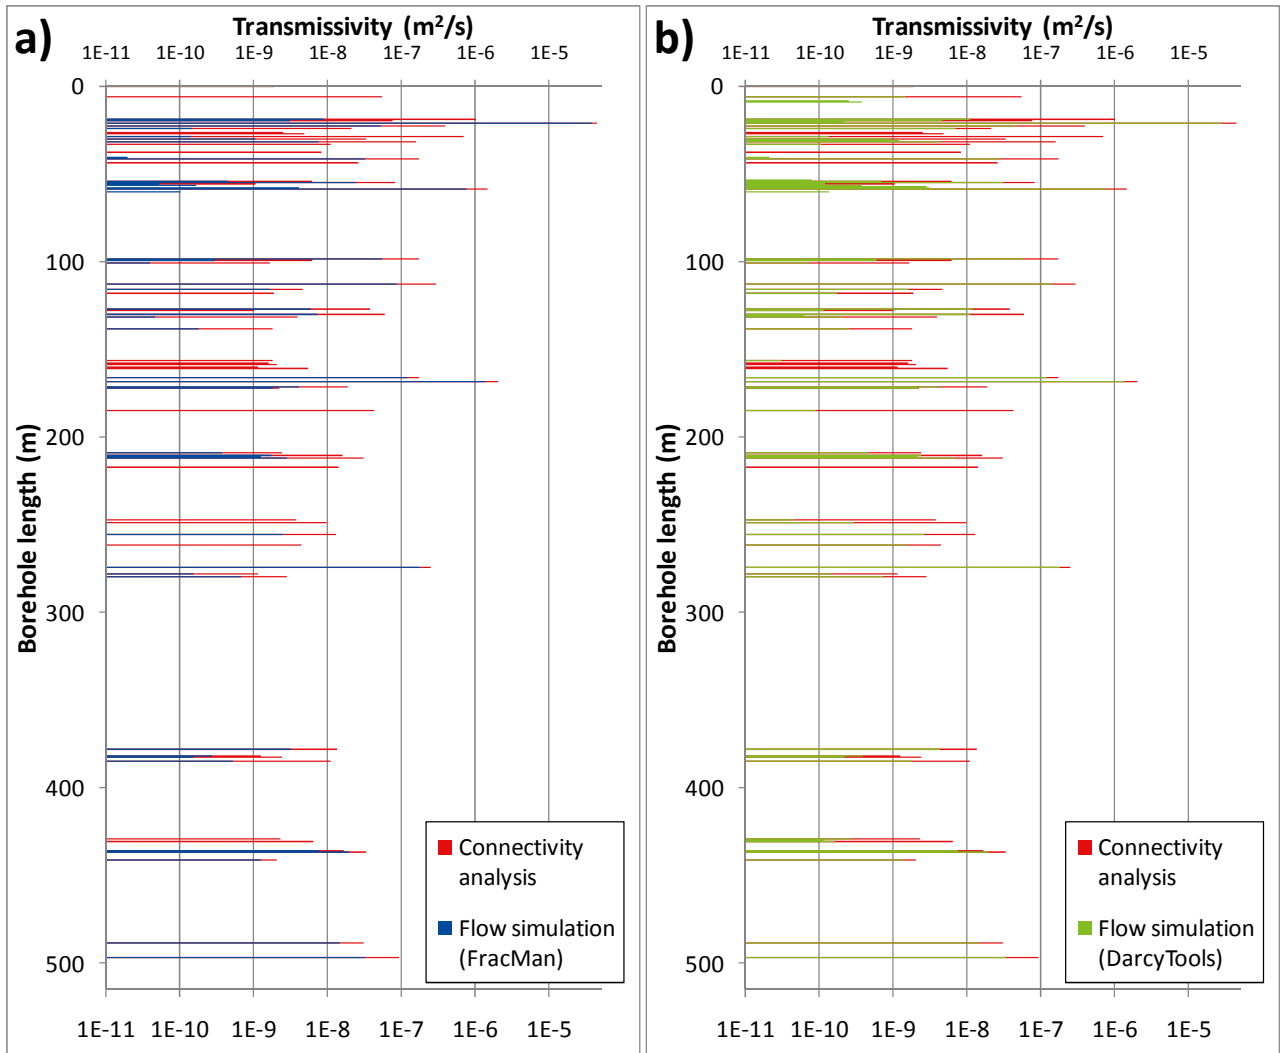 a)
Transmissivity (m²/s)
1E-11 1E-10 1E-9 1E-8 1E-7 1E-6 1E-5
0
100
200
300
400
500
Borehole length (m)
Connectivity
analysis
Flow simulation
(FracMan)
1E-11 1E-10 1E-9 1E-8 1E-7 1E-6 1E-5
b)
Transmissivity (m²/s)
1E-11 1E-10 1E-9 1E-8 1E-7 1E-6 1E-5
0
100
200
300
400
500
Borehole length (m)
Connectivity
analysis
Flow simulation
(DarcyTools)
1E-11 1E-10 1E-9 1E-8 1E-7 1E-6 1E-5